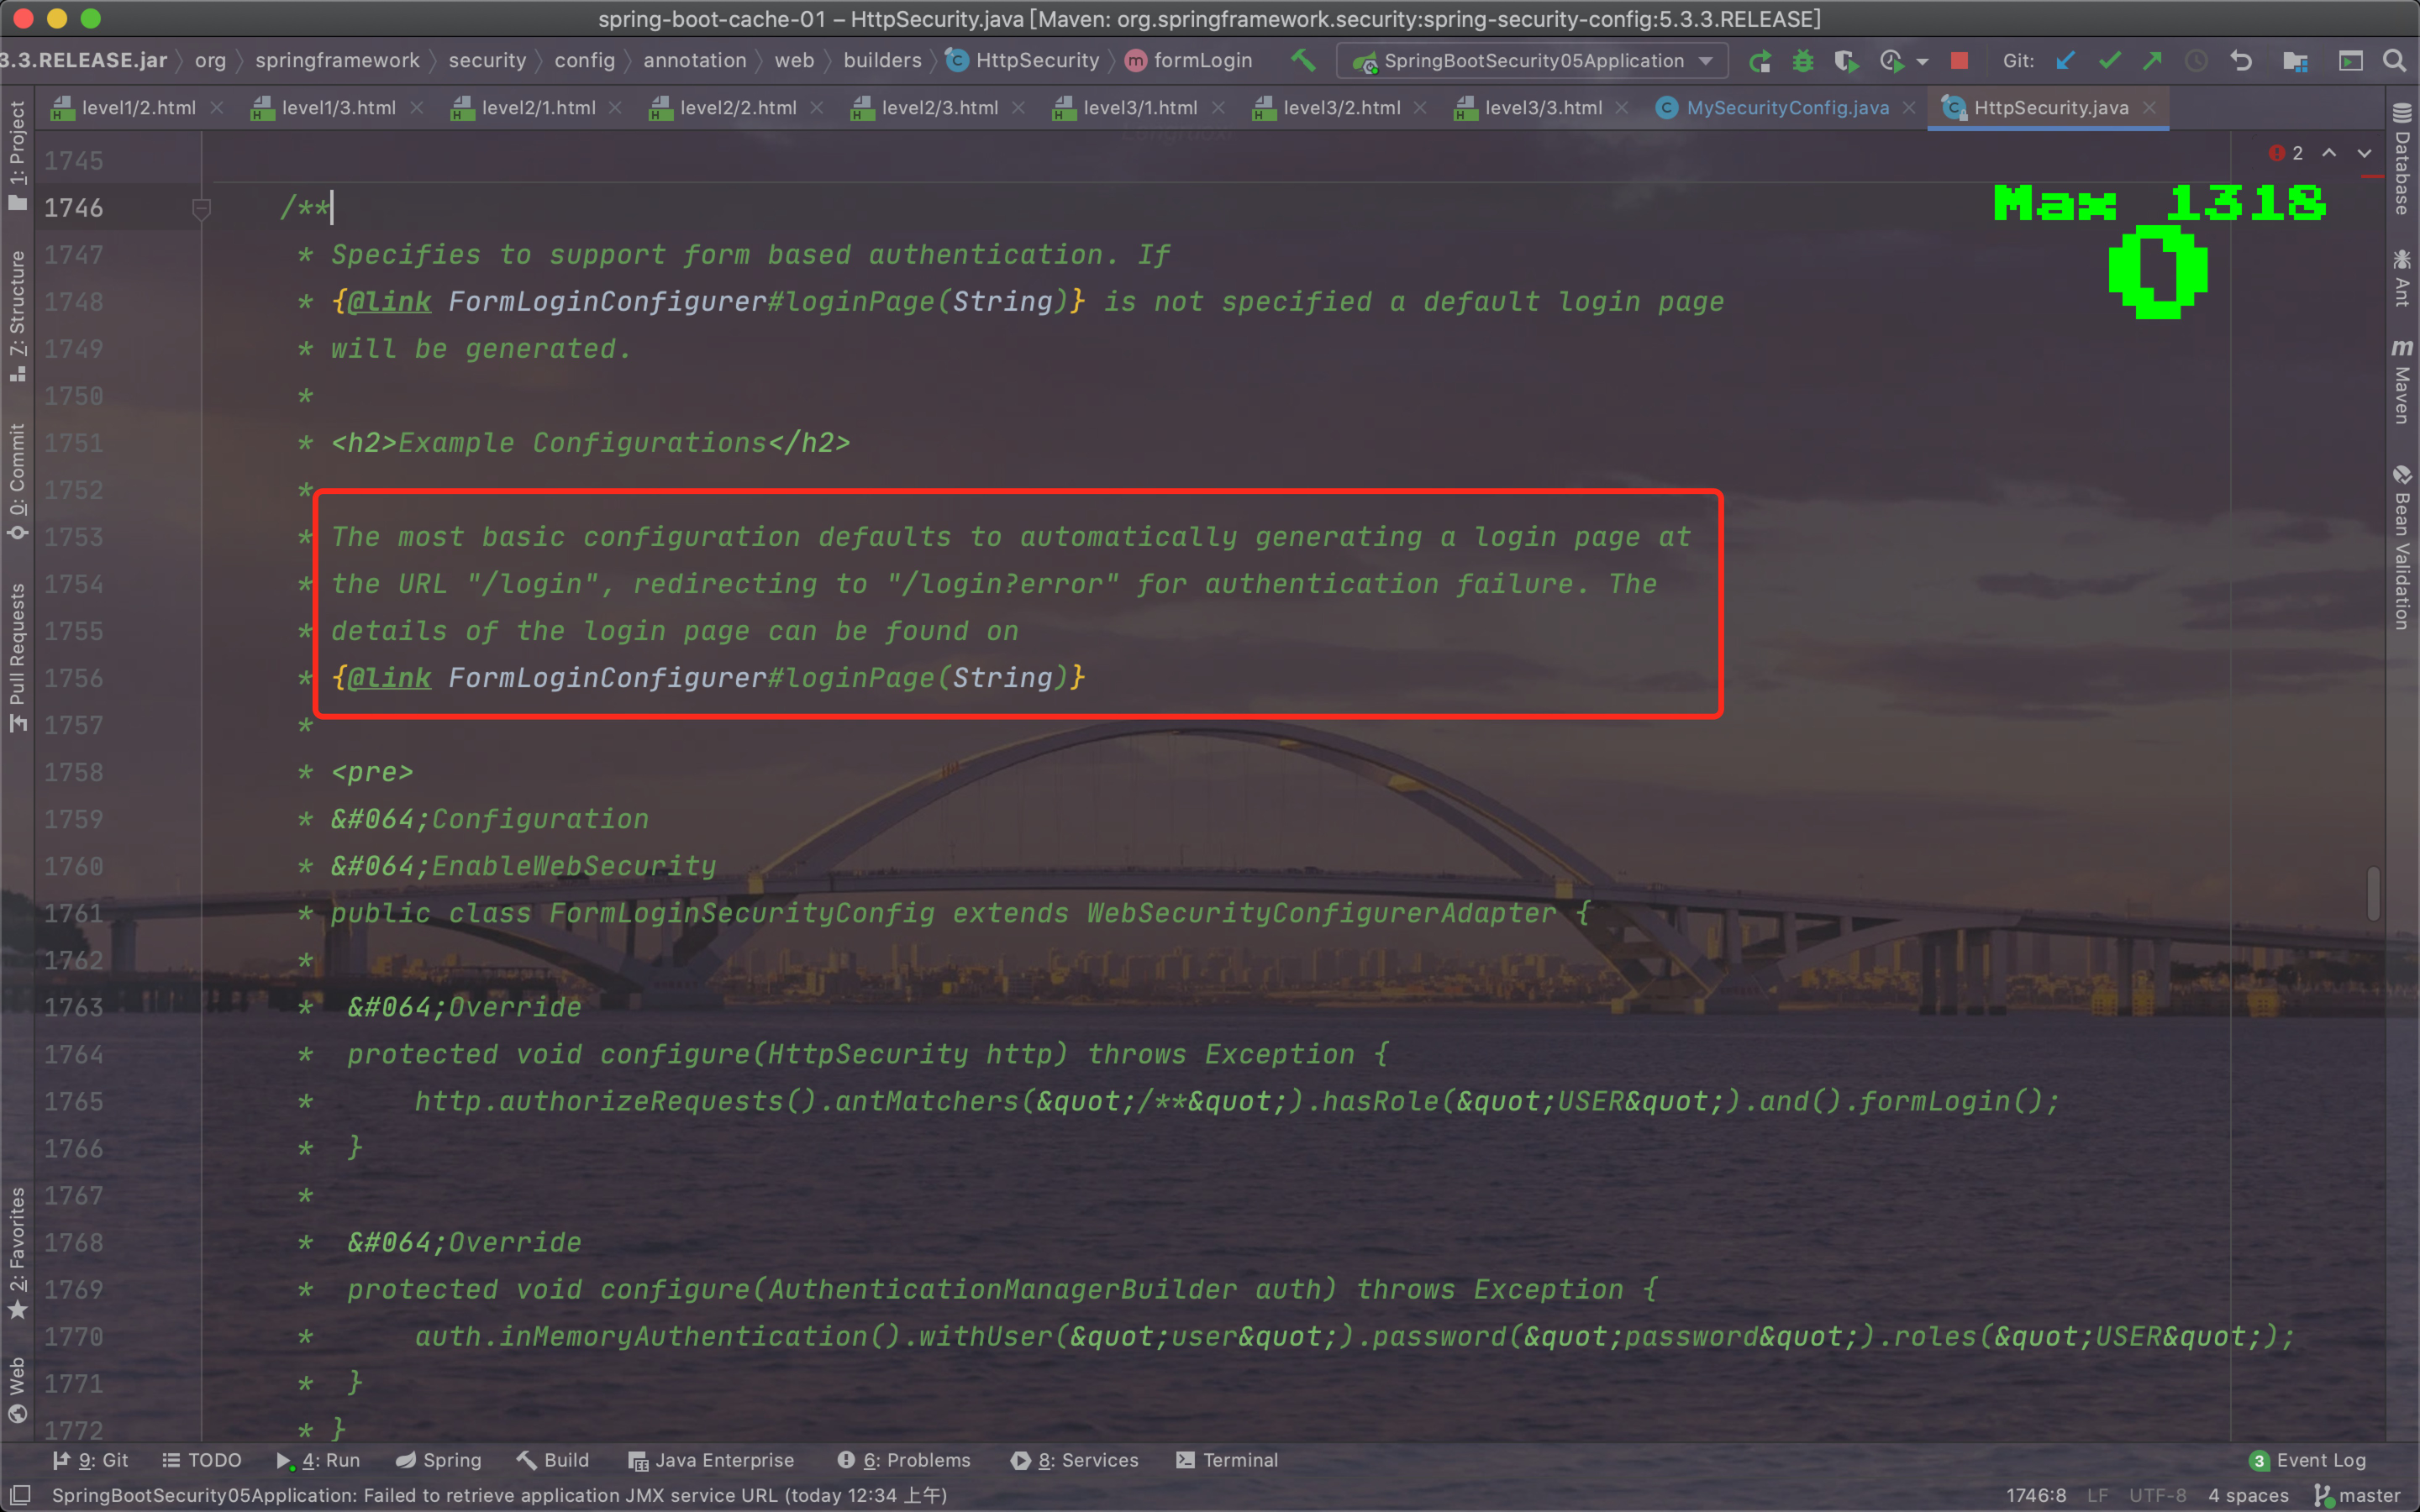 spring-boot-cache-01 – HttpSecurity.java [Maven: org.springframework.security:spring-security-config:5.3.3.RELEASE]
3.3.RELEASE.jar org springframework security config annotation web builders HttpSecurity formLogin SpringBootSecurity05Application Git:
level1/2.html level1/3.html level2/1.html level2/2.html level2/3.html level3/1.html level3/2.html level3/3.html MySecurityConfig.java HttpSecurity.java
1: Project
7: Structure
0: Commit
Pull Requests
2: Favorites
Web
2
Max 1318
0
1745
1746 /**
1747 * Specifies to support form based authentication. If
1748 * {@link FormLoginConfigurer#loginPage(String)} is not specified a default login page
1749 * will be generated.
1750 *
1751 * <h2>Example Configurations</h2>
1752 *
1753 * The most basic configuration defaults to automatically generating a login page at
1754 * the URL "/login", redirecting to "/login?error" for authentication failure. The
1755 * details of the login page can be found on
1756 * {@link FormLoginConfigurer#loginPage(String)}
1757 *
1758 * <pre>
1759 * &#064;Configuration
1760 * &#064;EnableWebSecurity
1761 * public class FormLoginSecurityConfig extends WebSecurityConfigurerAdapter {
1762 *
1763 * &#064;Override
1764 * protected void configure(HttpSecurity http) throws Exception {
1765 * http.authorizeRequests().antMatchers(&quot;/**&quot;).hasRole(&quot;USER&quot;).and().formLogin();
1766 * }
1767 *
1768 * &#064;Override
1769 * protected void configure(AuthenticationManagerBuilder auth) throws Exception {
1770 * auth.inMemoryAuthentication().withUser(&quot;user&quot;).password(&quot;password&quot;).roles(&quot;USER&quot;);
1771 * }
1772 * }
Database
Ant
Maven
Bean Validation
9: Git TODO 4: Run Spring Build Java Enterprise 6: Problems 8: Services Terminal 3 Event Log
SpringBootSecurity05Application: Failed to retrieve application JMX service URL (today 12:34 上午) 1746:8 LF UTF-8 4 spaces master